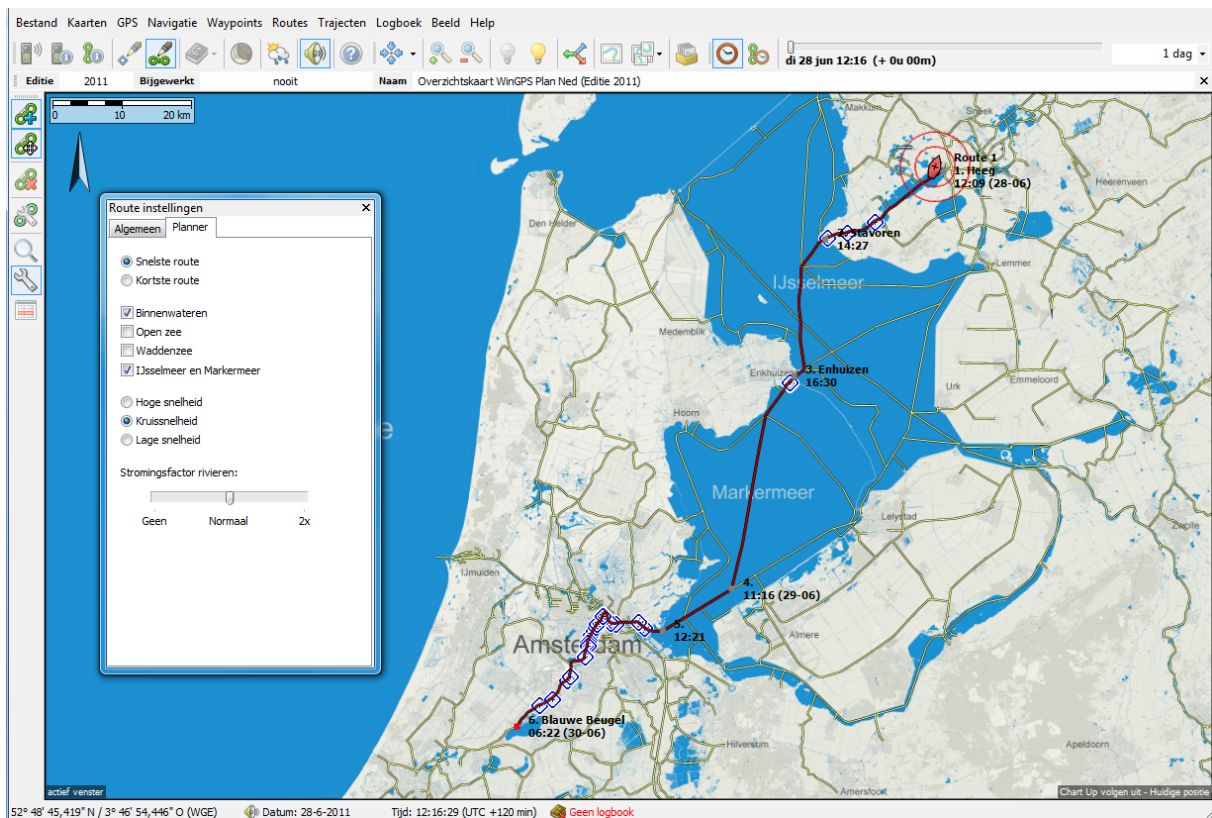 Bestand Kaarten GPS Navigatie Waypoints Routes Trajecten Logboek Beeld Help
di 28 jun 12:16 (+ 0u 00m)
1 dag
Editie 2011 Bijgewerkt nooit Naam Overzichtskaart WinGPS Plan Ned (Editie 2011)
0 10 20 km
Makkum
Sneek
Route 1
1. Heeg
12:09 (28-06)
Heerenveen
Route instellingen
Algemeen Planner
Snelste route
Kortste route
Binnenwateren
Open zee
Waddenzee
IJsselmeer en Markermeer
Hoge snelheid
Kruissnelheid
Lage snelheid
Stromingsfactor rivieren:
Geen Normaal 2x
Den Helder
2. Stavoren
14:27
Lemmer
IJsselmeer
Medemblik
Enkhuizen
3. Enhuizen
16:30
Urk
Emmeloord
Hoorn
e
Markermeer
Lelystad
Zwolle
IJmuiden
4.
11:16 (29-06)
5.
12:21
Almere
Amsterdam
6. Blauwe Beugel
06:22 (30-06)
Hilversum
Apeldoorn
Amersfoort
actief venster
Chart Up volgen uit - Huidige positie
52° 48' 45,419" N / 3° 46' 54,446" O (WGE) Datum: 28-6-2011 Tijd: 12:16:29 (UTC +120 min) Geen logbook